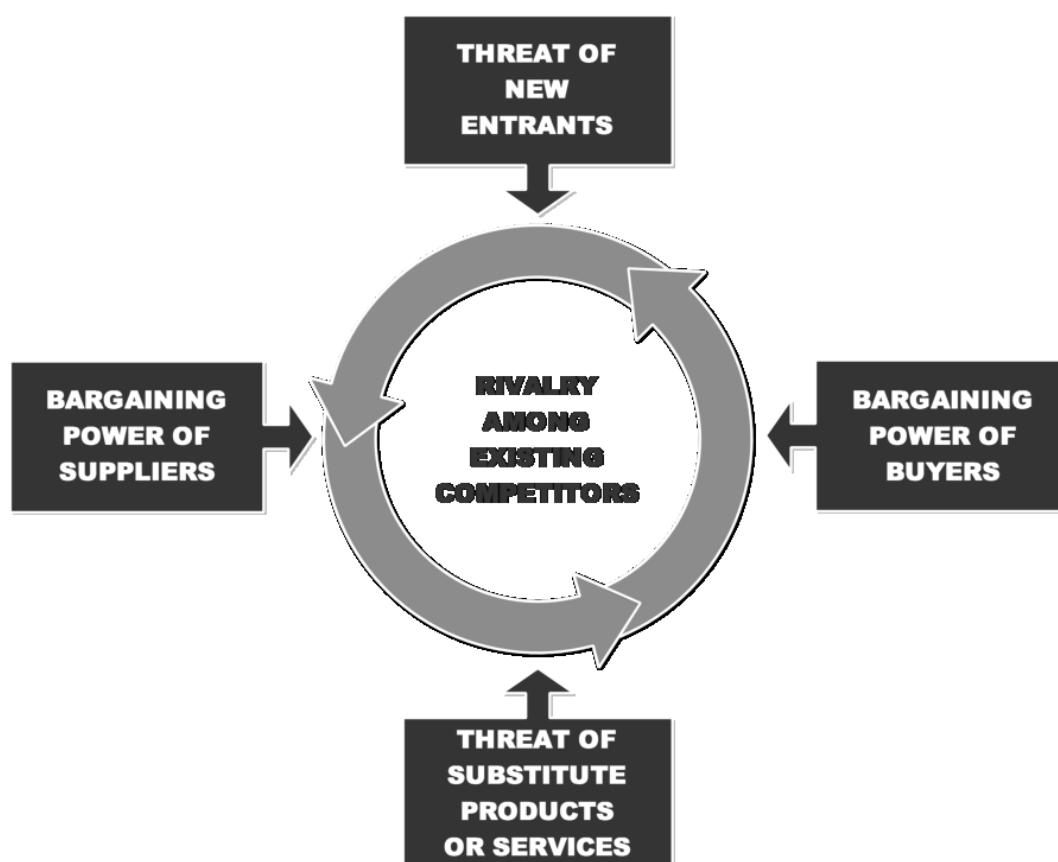 THREAT OF
NEW
ENTRANTS
BARGAINING
POWER OF
SUPPLIERS
RIVALRY
AMONG
EXISTING
COMPETITORS
BARGAINING
POWER OF
BUYERS
THREAT OF
SUBSTITUTE
PRODUCTS
OR SERVICES